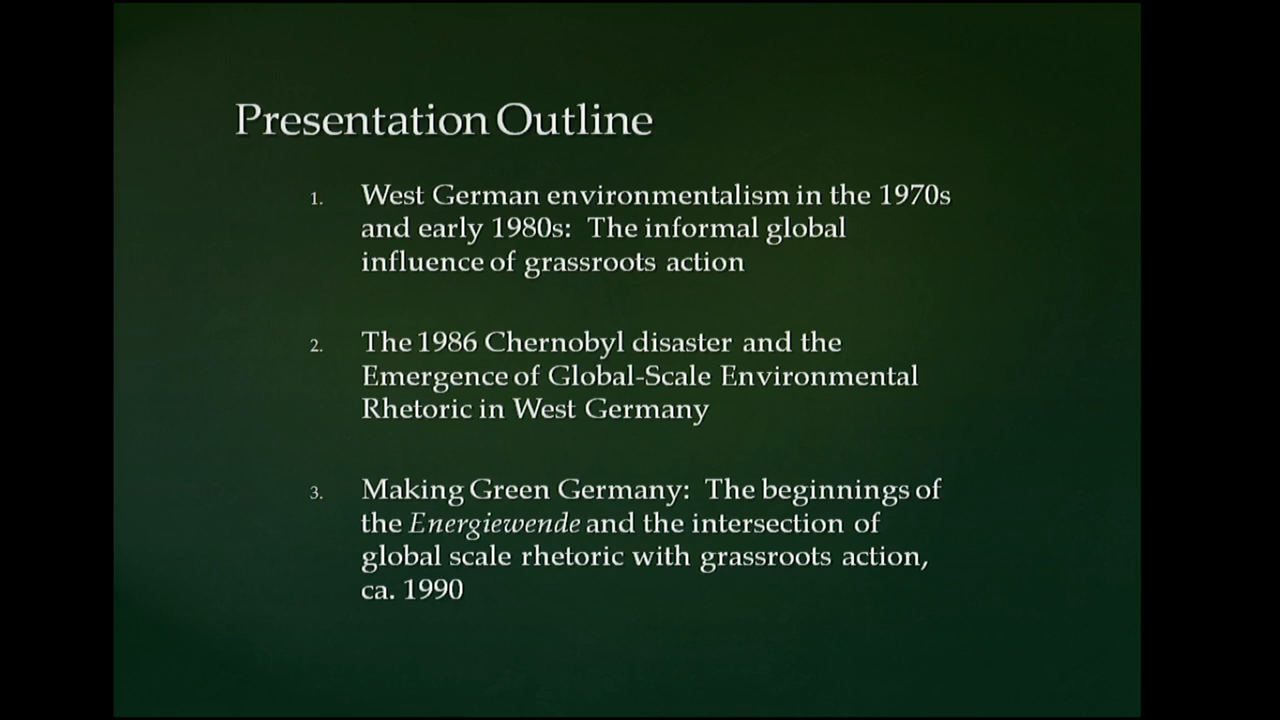 Presentation Outline
1. West German environmentalism in the 1970s
and early 1980s: The informal global
influence of grassroots action
2. The 1986 Chernobyl disaster and the
Emergence of Global-Scale Environmental
Rhetoric in West Germany
3. Making Green Germany: The beginnings of
the Energiewende and the intersection of
global scale rhetoric with grassroots action,
ca. 1990